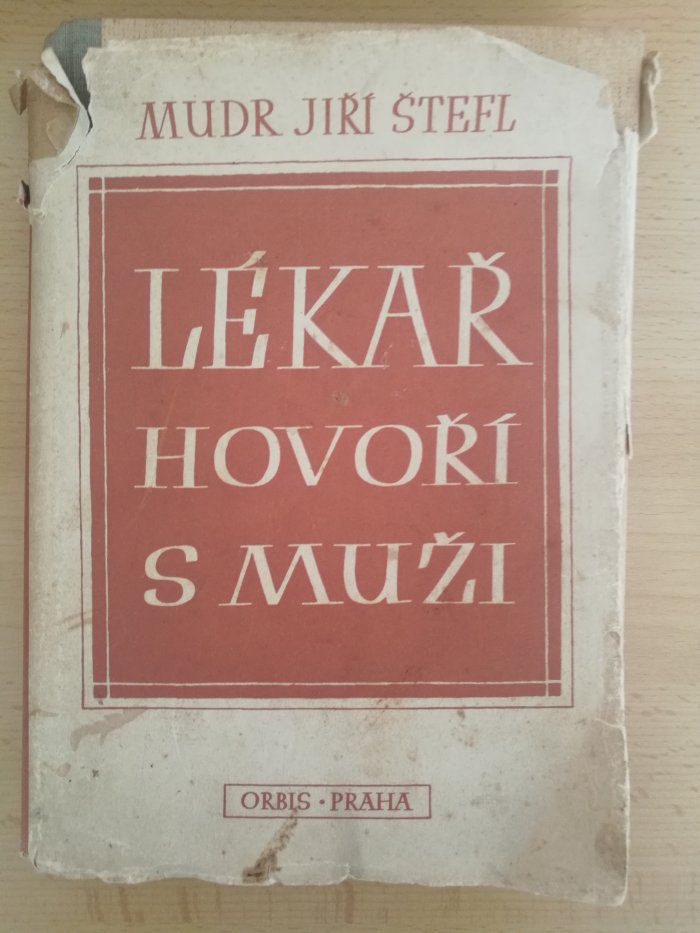 MUDR JIŘÍ ŠTEFL
LÉKAŘ
HOVOŘÍ
S MUŽI
ORBIS · PRAHA